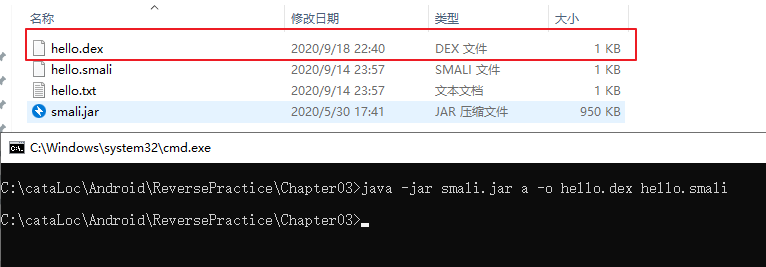 名称 修改日期 类型 大小
hello.dex 2020/9/18 22:40 DEX 文件 1 KB
hello.smali 2020/9/14 23:57 SMALI 文件 1 KB
hello.txt 2020/9/14 23:57 文本文档 1 KB
smali.jar 2020/5/30 17:41 JAR 压缩文件 950 KB
C:\Windows\system32\cmd.exe
C:\cataLoc\Android\ReversePractice\Chapter03>java -jar smali.jar a -o hello.dex hello.smali
C:\cataLoc\Android\ReversePractice\Chapter03>